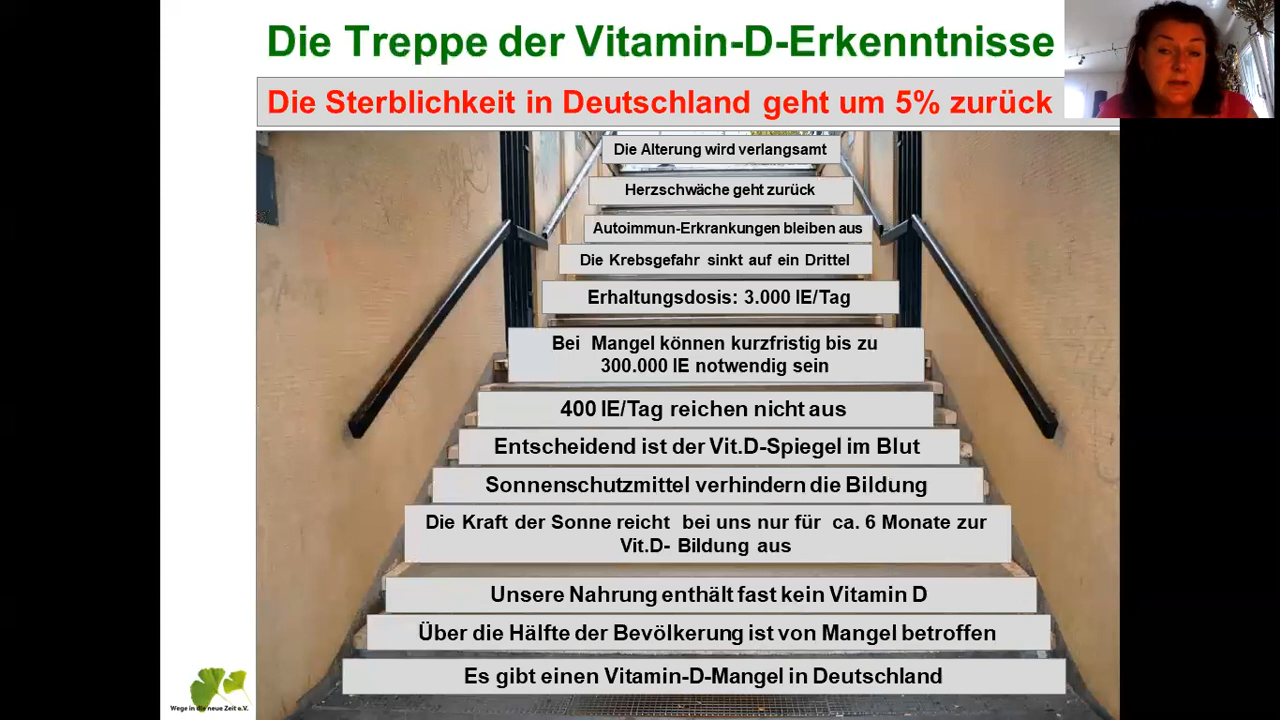 Die Treppe der Vitamin-D-Erkenntnisse
Die Sterblichkeit in Deutschland geht um 5% zurück
Die Alterung wird verlangsamt
Herzschwäche geht zurück
Autoimmun-Erkrankungen bleiben aus
Die Krebsgefahr sinkt auf ein Drittel
Erhaltungsdosis: 3.000 IE/Tag
Bei Mangel können kurzfristig bis zu
300.000 IE notwendig sein
400 IE/Tag reichen nicht aus
Entscheidend ist der Vit.D-Spiegel im Blut
Sonnenschutzmittel verhindern die Bildung
Die Kraft der Sonne reicht bei uns nur für ca. 6 Monate zur
Vit.D- Bildung aus
Unsere Nahrung enthält fast kein Vitamin D
Über die Hälfte der Bevölkerung ist von Mangel betroffen
Es gibt einen Vitamin-D-Mangel in Deutschland
Wege in die neue Zeit e.V.